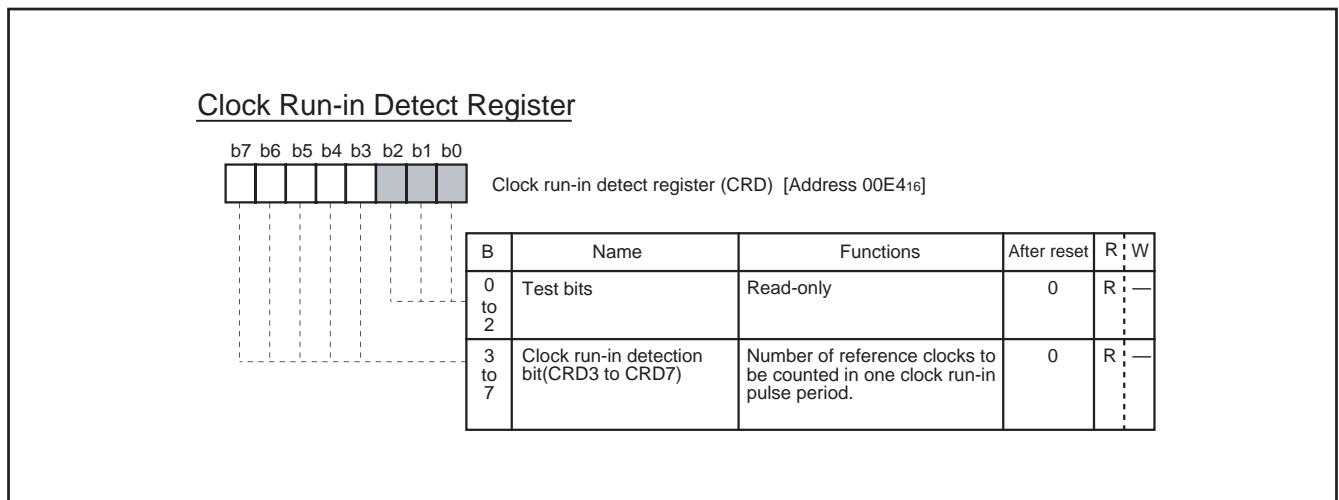 Clock Run-in Detect Register
b7 b6 b5 b4 b3 b2 b1 b0
Clock run-in detect register (CRD) [Address 00E416]
B Name Functions After reset R W
0 to 2 Test bits Read-only 0 R —
3 to 7 Clock run-in detection bit(CRD3 to CRD7) Number of reference clocks to be counted in one clock run-in pulse period. 0 R —